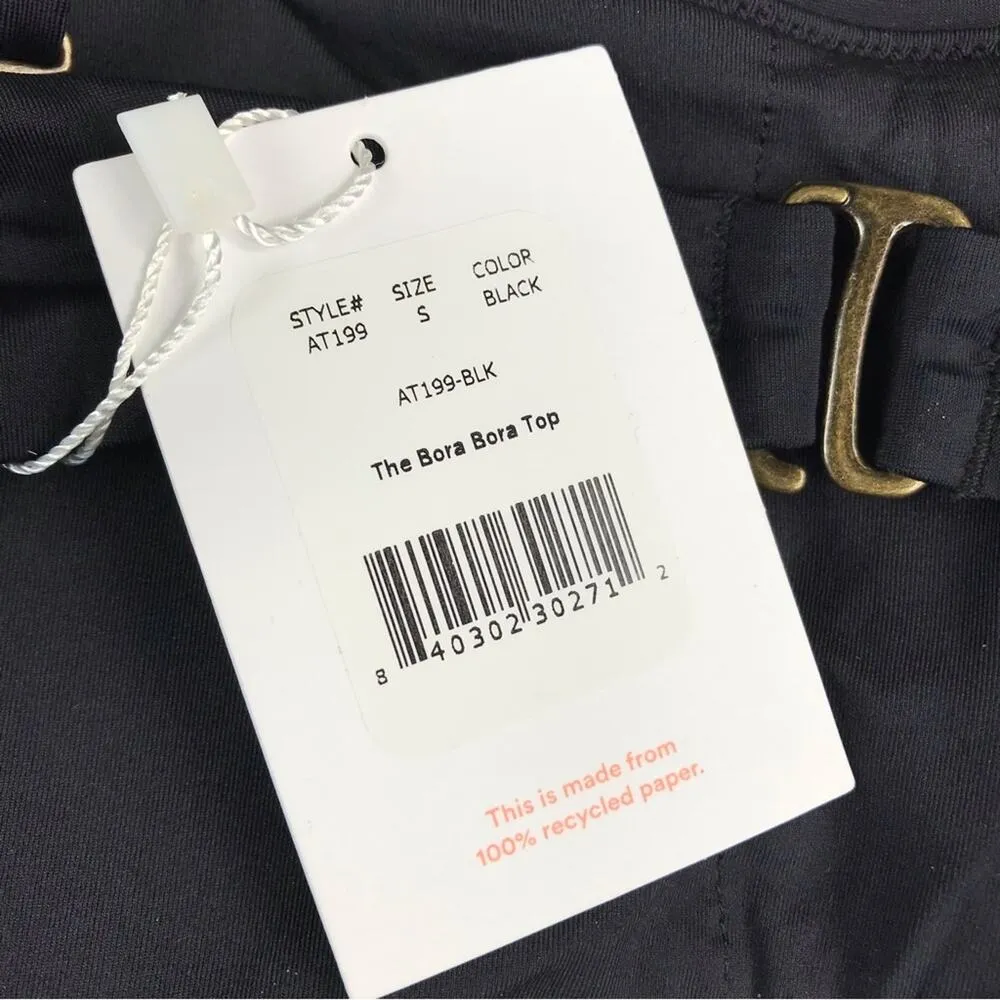 STYLE# SIZE COLOR
AT199 S BLACK
AT199-BLK
The Bora Bora Top
8 40302 30271 2
This is made from
100% recycled paper.